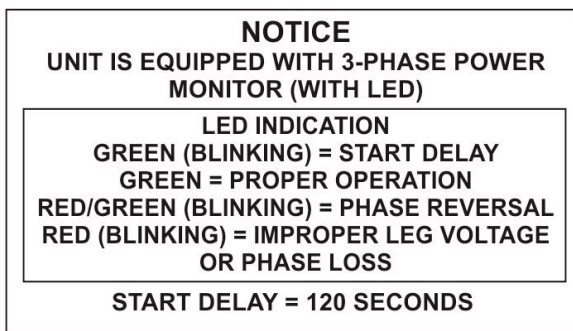 NOTICE
UNIT IS EQUIPPED WITH 3-PHASE POWER
MONITOR (WITH LED)
LED INDICATION
GREEN (BLINKING) = START DELAY
GREEN = PROPER OPERATION
RED/GREEN (BLINKING) = PHASE REVERSAL
RED (BLINKING) = IMPROPER LEG VOLTAGE
OR PHASE LOSS
START DELAY = 120 SECONDS